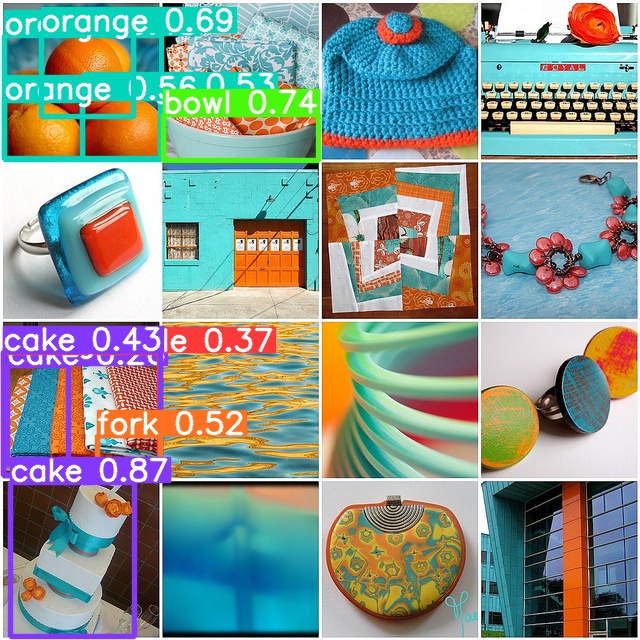 orange 0.69
orange 0.56
0.53
bowl 0.74
ROYAL
cake 0.43
le 0.37
fork 0.52
cake 0.87